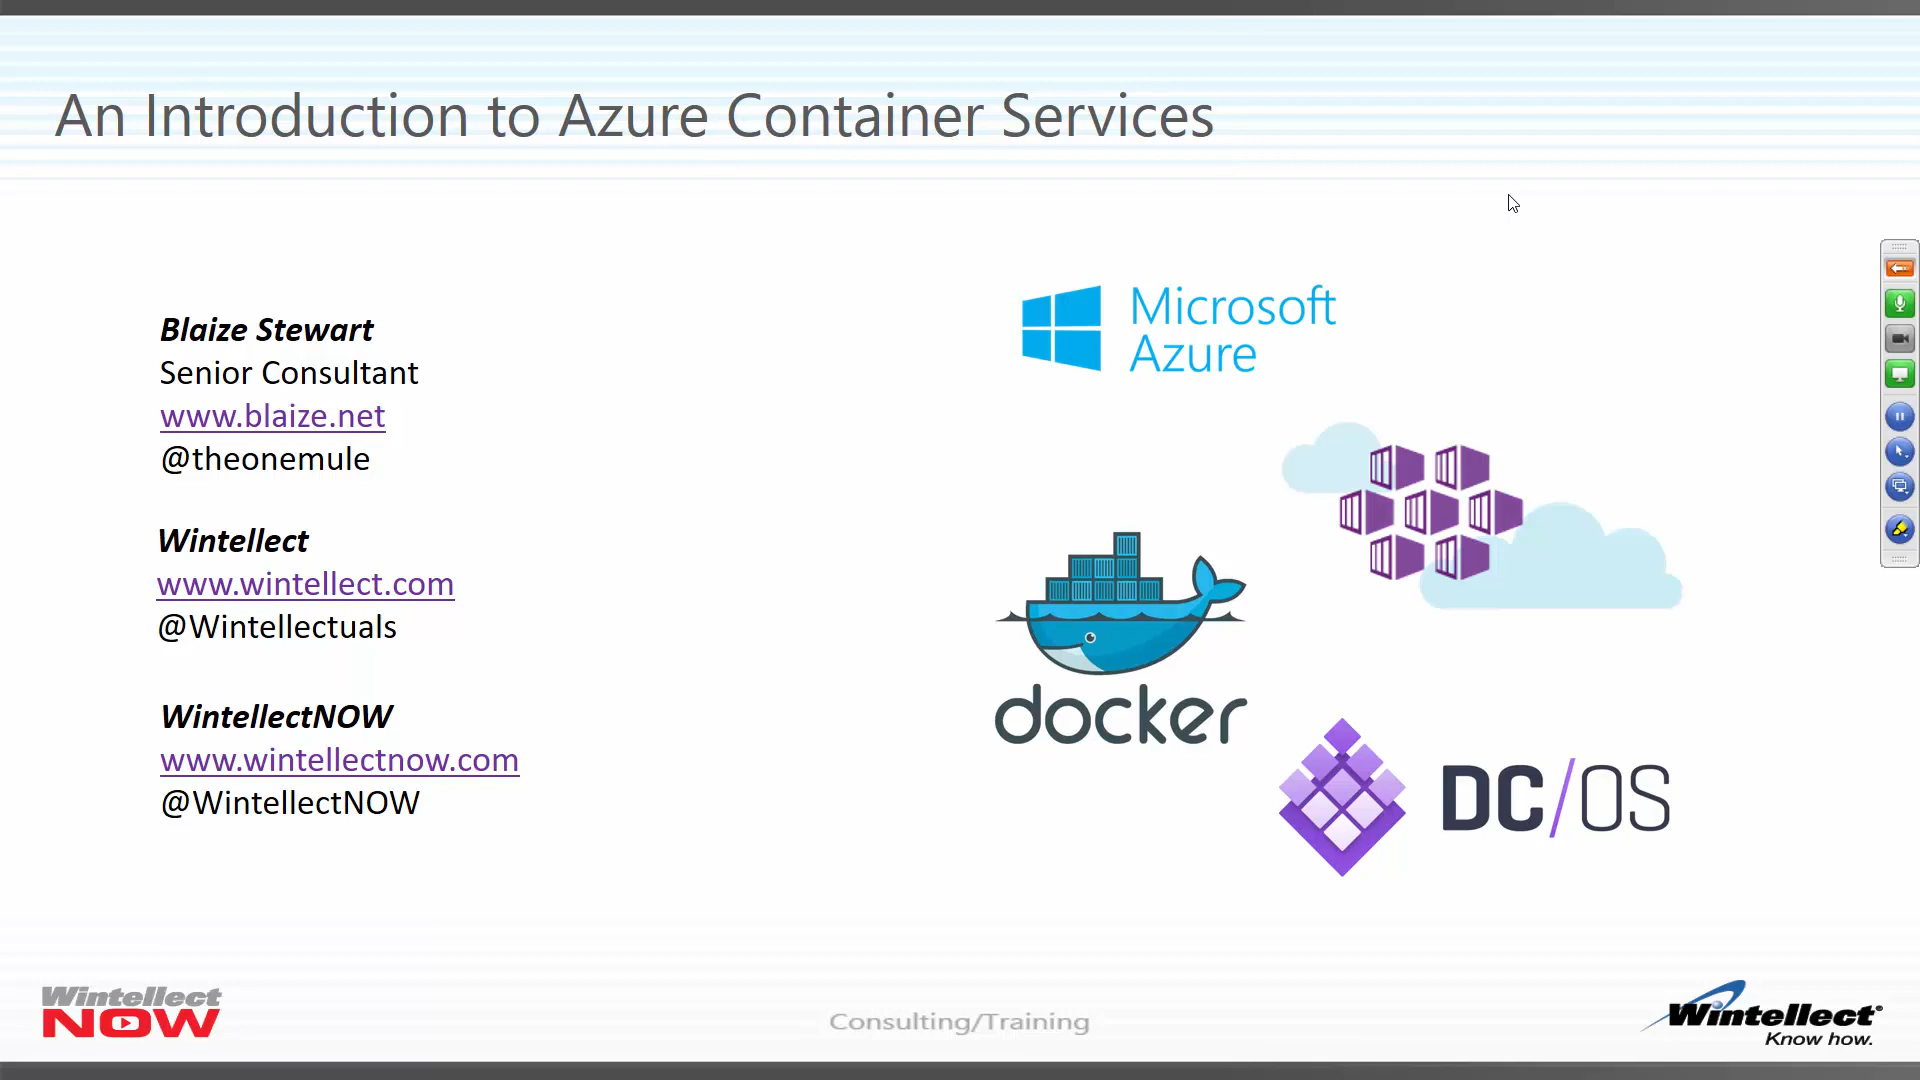 An Introduction to Azure Container Services
Blaize Stewart
Senior Consultant
www.blaize.net
@theonemule
Wintellect
www.wintellect.com
@Wintellectuals
WintellectNOW
www.wintellectnow.com
@WintellectNOW
Microsoft
Azure
docker
DC/OS
Wintellect
NOW
Consulting/Training
Wintellect®
Know how.